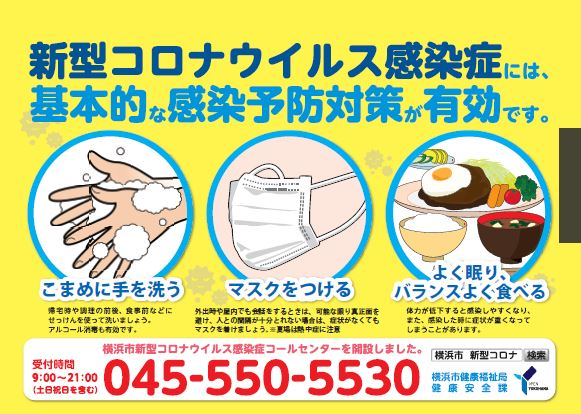 新型コロナウイルス感染症には、
基本的な感染予防対策が有効です。
こまめに手を洗う
帰宅時や調理の前後、食事前などに
せっけんを使って洗いましょう。
アルコール消毒も有効です。
マスクをつける
外出時や屋内でも会話をするときは、可能な限り真正面を
避け、人との間隔が十分とれない場合は、症状がなくても
マスクを着けましょう。※夏場は熱中症に注意
よく眠り、
バランスよく食べる
体力が低下すると感染しやすくなり、
また、感染した時に症状が重くなって
しまうことがあります。
横浜市新型コロナウイルス感染症コールセンターを開設しました。
受付時間
9:00～21:00
(土日祝日を含む)
045-550-5530
横浜市 新型コロナ 検索
横浜市健康福祉局
健康安全課
OPEN
YOKOHAMA